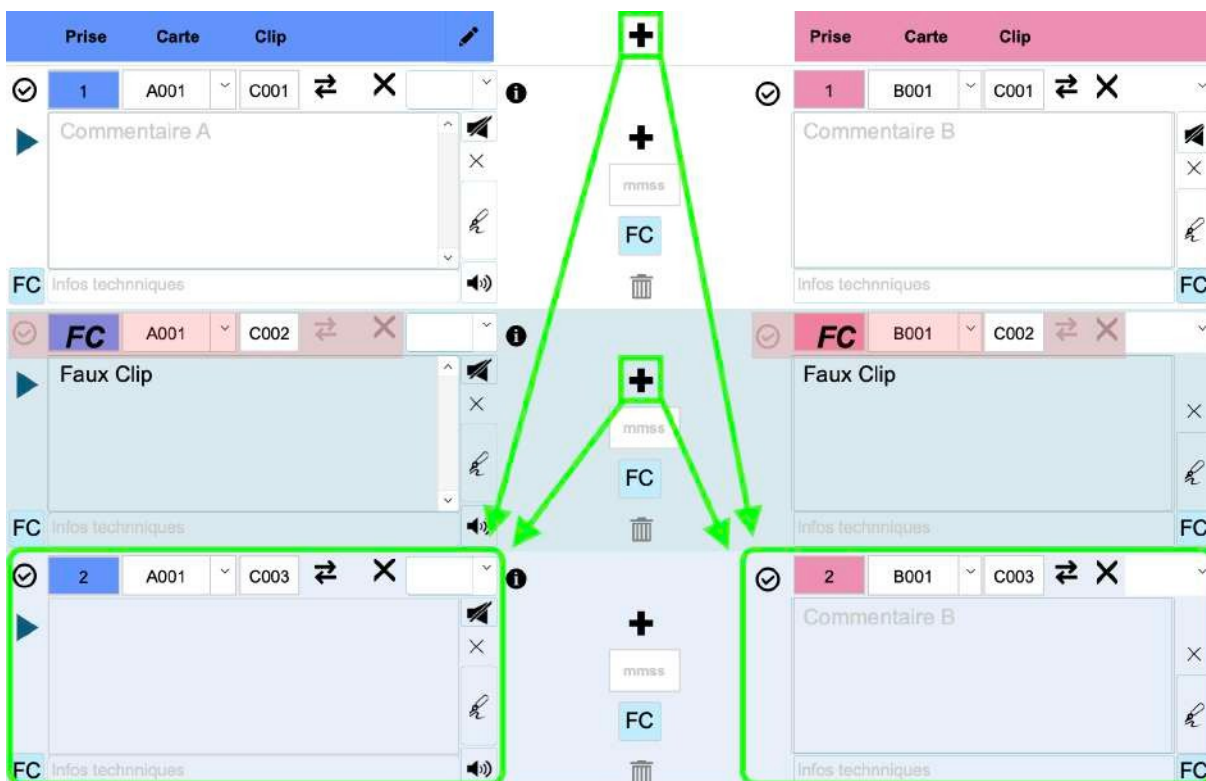 Prise Carte Clip Prise Carte Clip
1 A001 C001 1 B001 C001
Commentaire A Commentaire B
mmss
FC
FC Infos technniques Infos technniques FC
FC A001 C002 FC B001 C002
Faux Clip Faux Clip
mmss
FC
FC Infos technniques Infos technniques FC
2 A001 C003 2 B001 C003
Commentaire B
mmss
FC
FC Infos technniques Infos technniques FC